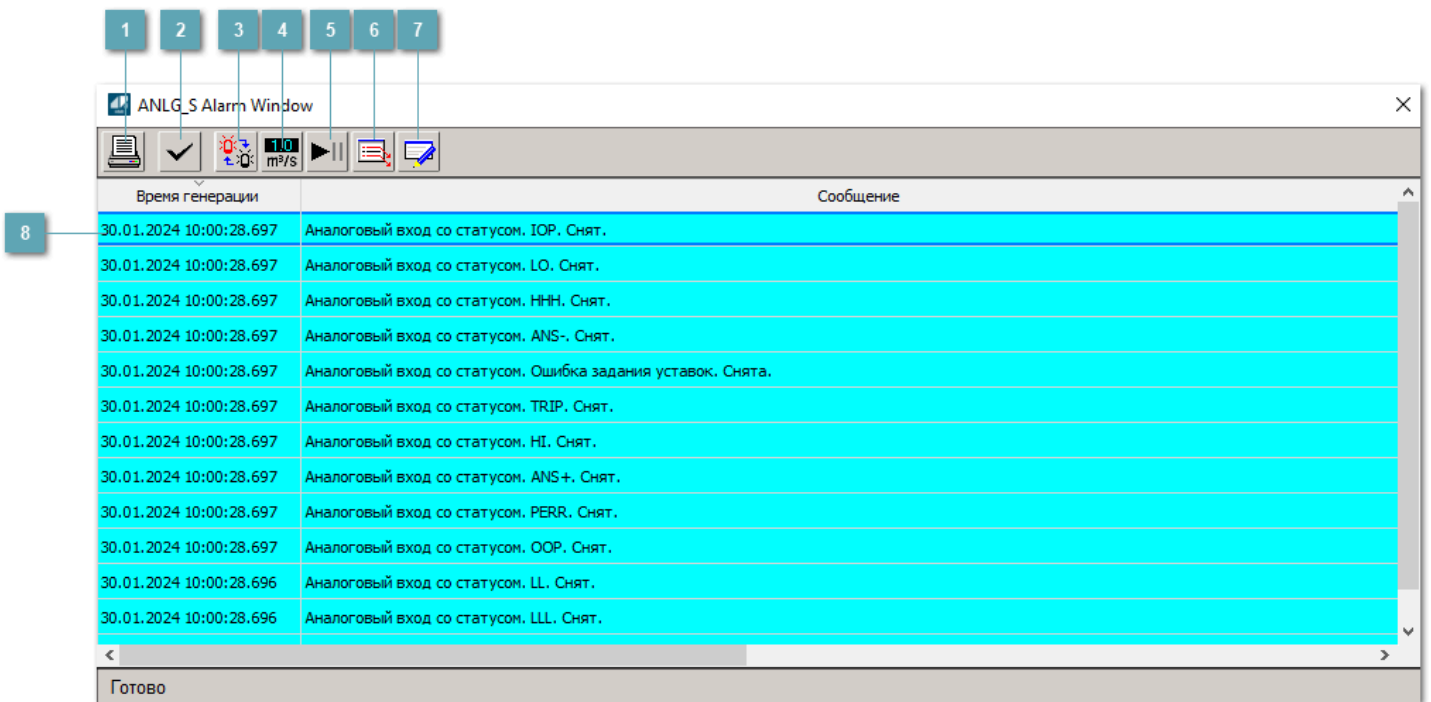 1 2 3 4 5 6 7
ANLG_S Alarm Window
1.0
m³/s
Время генерации Сообщение
8
30.01.2024 10:00:28.697 Аналоговый вход со статусом. IOP. Снят.
30.01.2024 10:00:28.697 Аналоговый вход со статусом. LO. Снят.
30.01.2024 10:00:28.697 Аналоговый вход со статусом. HHH. Снят.
30.01.2024 10:00:28.697 Аналоговый вход со статусом. ANS-. Снят.
30.01.2024 10:00:28.697 Аналоговый вход со статусом. Ошибка задания уставок. Снята.
30.01.2024 10:00:28.697 Аналоговый вход со статусом. TRIP. Снят.
30.01.2024 10:00:28.697 Аналоговый вход со статусом. HI. Снят.
30.01.2024 10:00:28.697 Аналоговый вход со статусом. ANS+. Снят.
30.01.2024 10:00:28.697 Аналоговый вход со статусом. PERR. Снят.
30.01.2024 10:00:28.697 Аналоговый вход со статусом. OOP. Снят.
30.01.2024 10:00:28.696 Аналоговый вход со статусом. LL. Снят.
30.01.2024 10:00:28.696 Аналоговый вход со статусом. LLL. Снят.
Готово